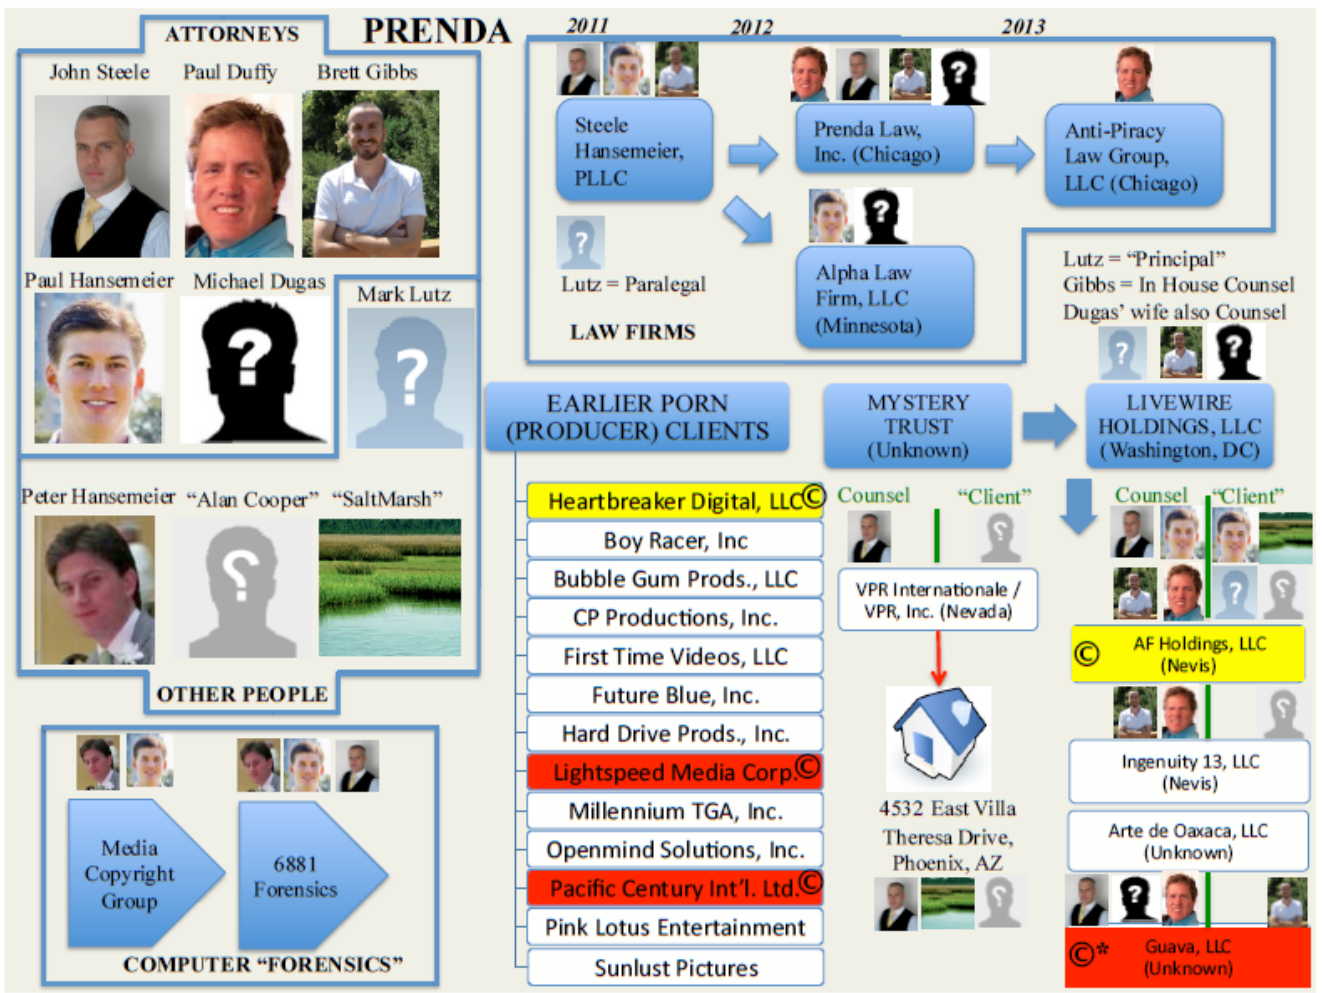 PRENDA
ATTORNEYS
John Steele
Paul Duffy
Brett Gibbs
Paul Hansemeier
Michael Dugas
Mark Lutz
?
?
Peter Hansemeier
“Alan Cooper”
“SaltMarsh”
?
OTHER PEOPLE
Media
Copyright
Group
6881
Forensics
COMPUTER “FORENSICS”
2011
2012
2013
?
Steele
Hansemeier,
PLLC
Prenda Law,
Inc. (Chicago)
Anti-Piracy
Law Group,
LLC (Chicago)
?
?
Lutz = Paralegal
Alpha Law
Firm, LLC
(Minnesota)
LAW FIRMS
Lutz = “Principal”
Gibbs = In House Counsel
Dugas’ wife also Counsel
?
?
EARLIER PORN
(PRODUCER) CLIENTS
Heartbreaker Digital, LLC ©
Boy Racer, Inc
Bubble Gum Prods., LLC
CP Productions, Inc.
First Time Videos, LLC
Future Blue, Inc.
Hard Drive Prods., Inc.
Lightspeed Media Corp. ©
Millennium TGA, Inc.
Openmind Solutions, Inc.
Pacific Century Int’l. Ltd. ©
Pink Lotus Entertainment
Sunlust Pictures
MYSTERY
TRUST
(Unknown)
Counsel
“Client”
?
VPR Internationale /
VPR, Inc. (Nevada)
4532 East Villa
Theresa Drive,
Phoenix, AZ
?
LIVEWIRE
HOLDINGS, LLC
(Washington, DC)
Counsel
“Client”
?
?
© AF Holdings, LLC
(Nevis)
?
Ingenuity 13, LLC
(Nevis)
Arte de Oaxaca, LLC
(Unknown)
?
?
©* Guava, LLC
(Unknown)